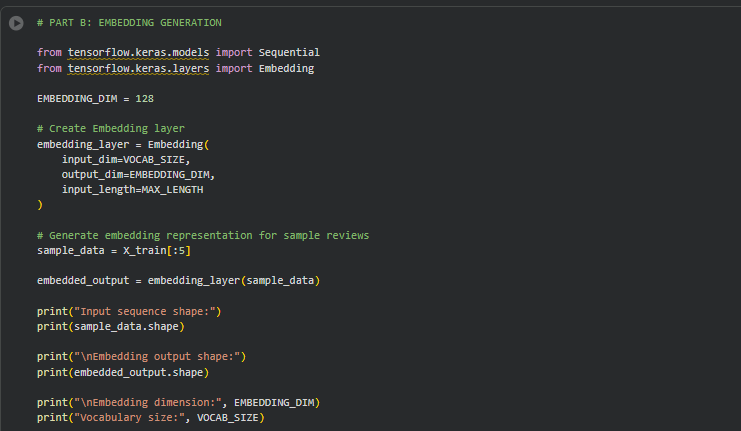 # PART B: EMBEDDING GENERATION
from tensorflow.keras.models import Sequential
from tensorflow.keras.layers import Embedding
EMBEDDING_DIM = 128
# Create Embedding layer
embedding_layer = Embedding(
    input_dim=VOCAB_SIZE,
    output_dim=EMBEDDING_DIM,
    input_length=MAX_LENGTH
)
# Generate embedding representation for sample reviews
sample_data = X_train[:5]
embedded_output = embedding_layer(sample_data)
print("Input sequence shape:")
print(sample_data.shape)
print("\nEmbedding output shape:")
print(embedded_output.shape)
print("\nEmbedding dimension:", EMBEDDING_DIM)
print("Vocabulary size:", VOCAB_SIZE)